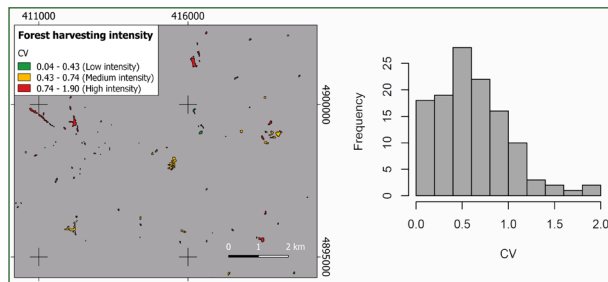 411000 416000
Forest harvesting intensity
CV
0.04 - 0.43 (Low intensity)
0.43 - 0.74 (Medium intensity)
0.74 - 1.90 (High intensity)
4900000
4895000
0 1 2 km
Frequency
25
20
15
10
5
0
0.0 0.5 1.0 1.5 2.0
CV